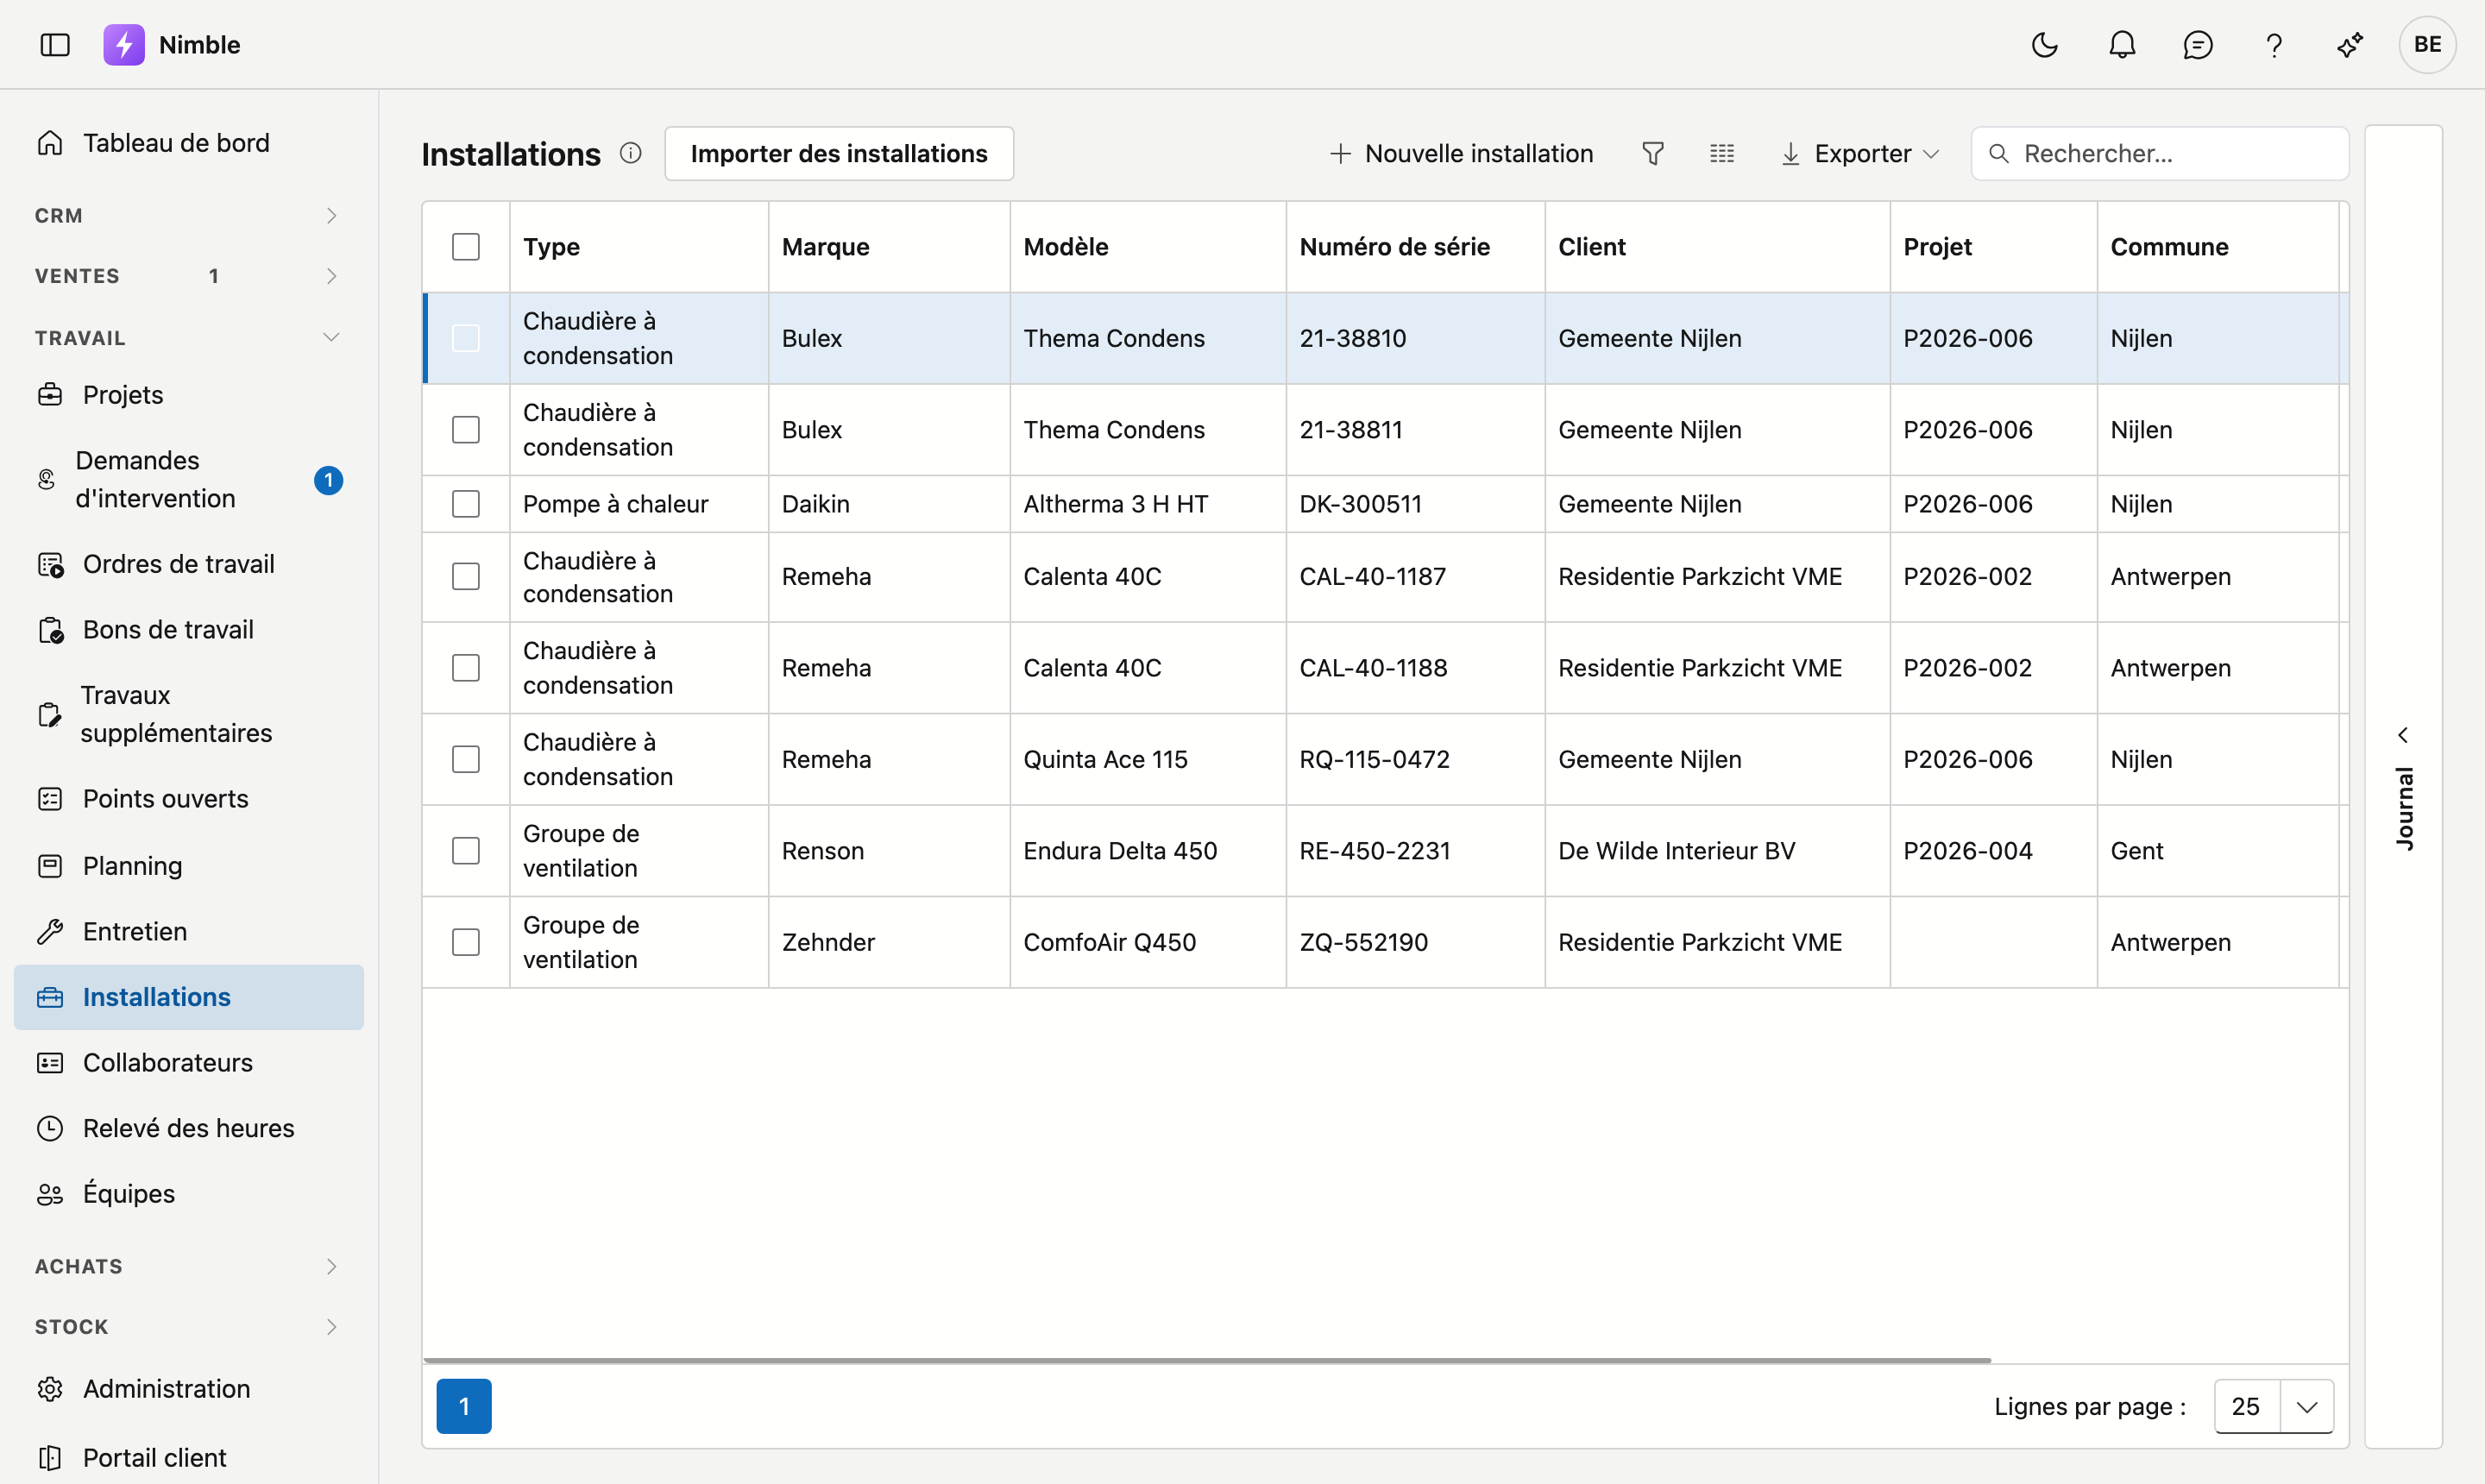 Nimble
BE
Tableau de bord
CRM
VENTES 1
TRAVAIL
Projets
Demandes
d'intervention
1
Ordres de travail
Bons de travail
Travaux
supplémentaires
Points ouverts
Planning
Entretien
Installations
Collaborateurs
Relevé des heures
Équipes
ACHATS
STOCK
Administration
Portail client
Installations
Importer des installations
Nouvelle installation
Exporter
Rechercher...
Type Marque Modèle Numéro de série Client Projet Commune
Chaudière à
condensation Bulex Thema Condens 21-38810 Gemeente Nijlen P2026-006 Nijlen
Chaudière à
condensation Bulex Thema Condens 21-38811 Gemeente Nijlen P2026-006 Nijlen
Pompe à chaleur Daikin Altherma 3 H HT DK-300511 Gemeente Nijlen P2026-006 Nijlen
Chaudière à
condensation Remeha Calenta 40C CAL-40-1187 Residentie Parkzicht VME P2026-002 Antwerpen
Chaudière à
condensation Remeha Calenta 40C CAL-40-1188 Residentie Parkzicht VME P2026-002 Antwerpen
Chaudière à
condensation Remeha Quinta Ace 115 RQ-115-0472 Gemeente Nijlen P2026-006 Nijlen
Groupe de
ventilation Renson Endura Delta 450 RE-450-2231 De Wilde Interieur BV P2026-004 Gent
Groupe de
ventilation Zehnder ComfoAir Q450 ZQ-552190 Residentie Parkzicht VME Antwerpen
1
Lignes par page : 25
Journal